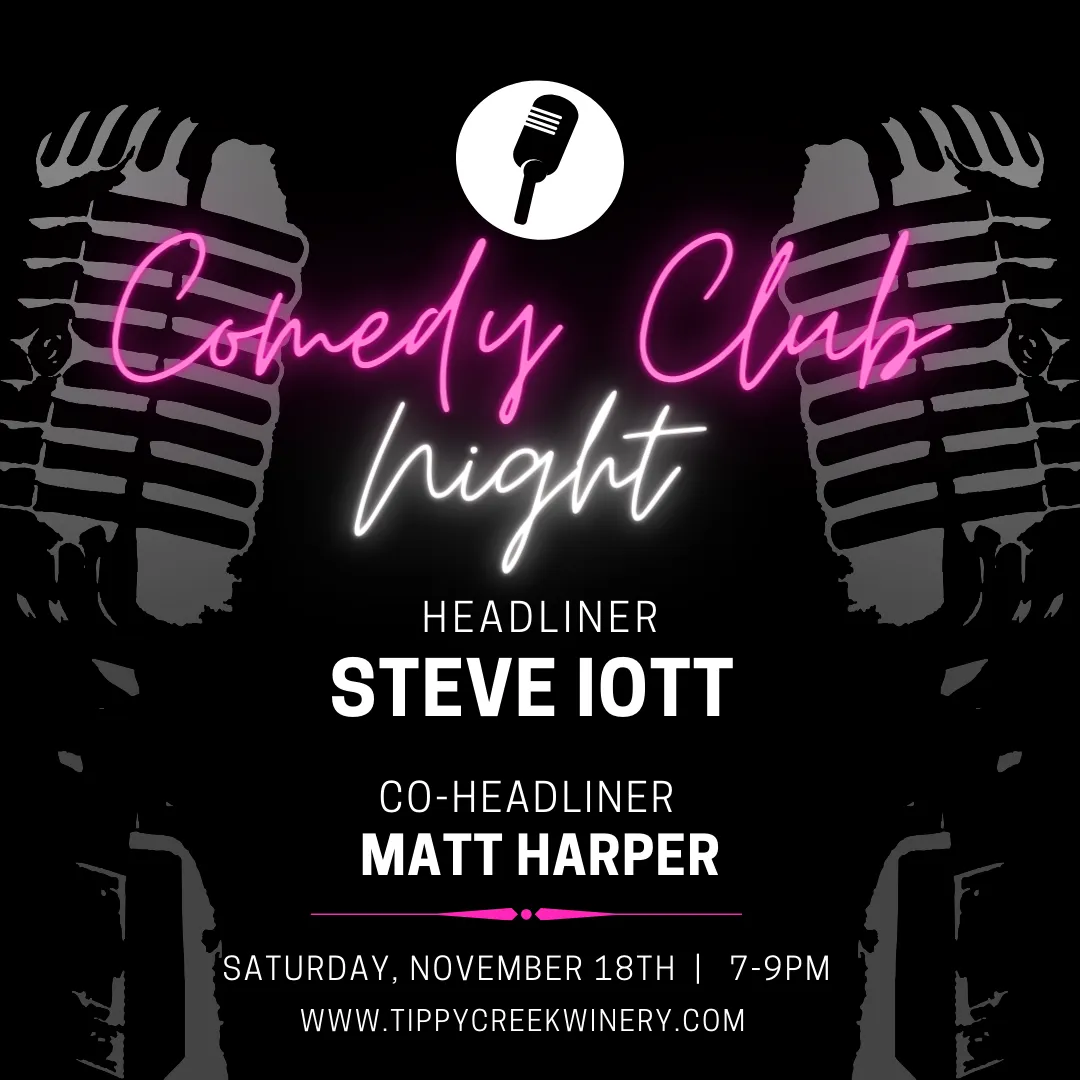 Comedy Club
Night
HEADLINER
STEVE IOTT
CO-HEADLINER
MATT HARPER
SATURDAY, NOVEMBER 18TH | 7-9PM
WWW.TIPPYCREEKWINERY.COM